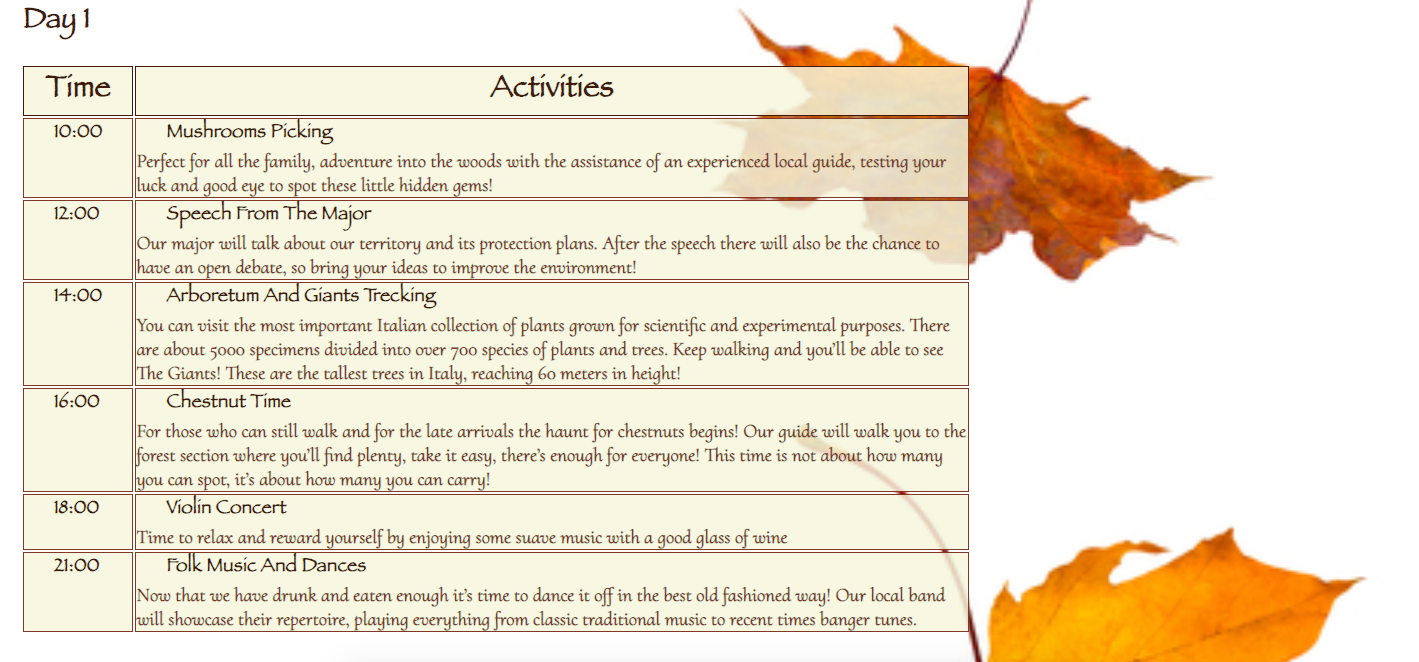 Day 1
Time Activities
10:00 Mushrooms Picking
Perfect for all the family, adventure into the woods with the assistance of an experienced local guide, testing your
luck and good eye to spot these little hidden gems!
12:00 Speech From The Major
Our major will talk about our territory and its protection plans. After the speech there will also be the chance to
have an open debate, so bring your ideas to improve the environment!
14:00 Arboretum And Giants Trecking
You can visit the most important Italian collection of plants grown for scientific and experimental purposes. There
are about 5000 specimens divided into over 700 species of plants and trees. Keep walking and you'll be able to see
The Giants! These are the tallest trees in Italy, reaching 60 meters in height!
16:00 Chestnut Time
For those who can still walk and for the late arrivals the haunt for chestnuts begins! Our guide will walk you to the
forest section where you'll find plenty, take it easy, there's enough for everyone! This time is not about how many
you can spot, it's about how many you can carry!
18:00 Violin Concert
Time to relax and reward yourself by enjoying some suave music with a good glass of wine
21:00 Folk Music And Dances
Now that we have drunk and eaten enough it's time to dance it off in the best old fashioned way! Our local band
will showcase their repertoire, playing everything from classic traditional music to recent times banger tunes.